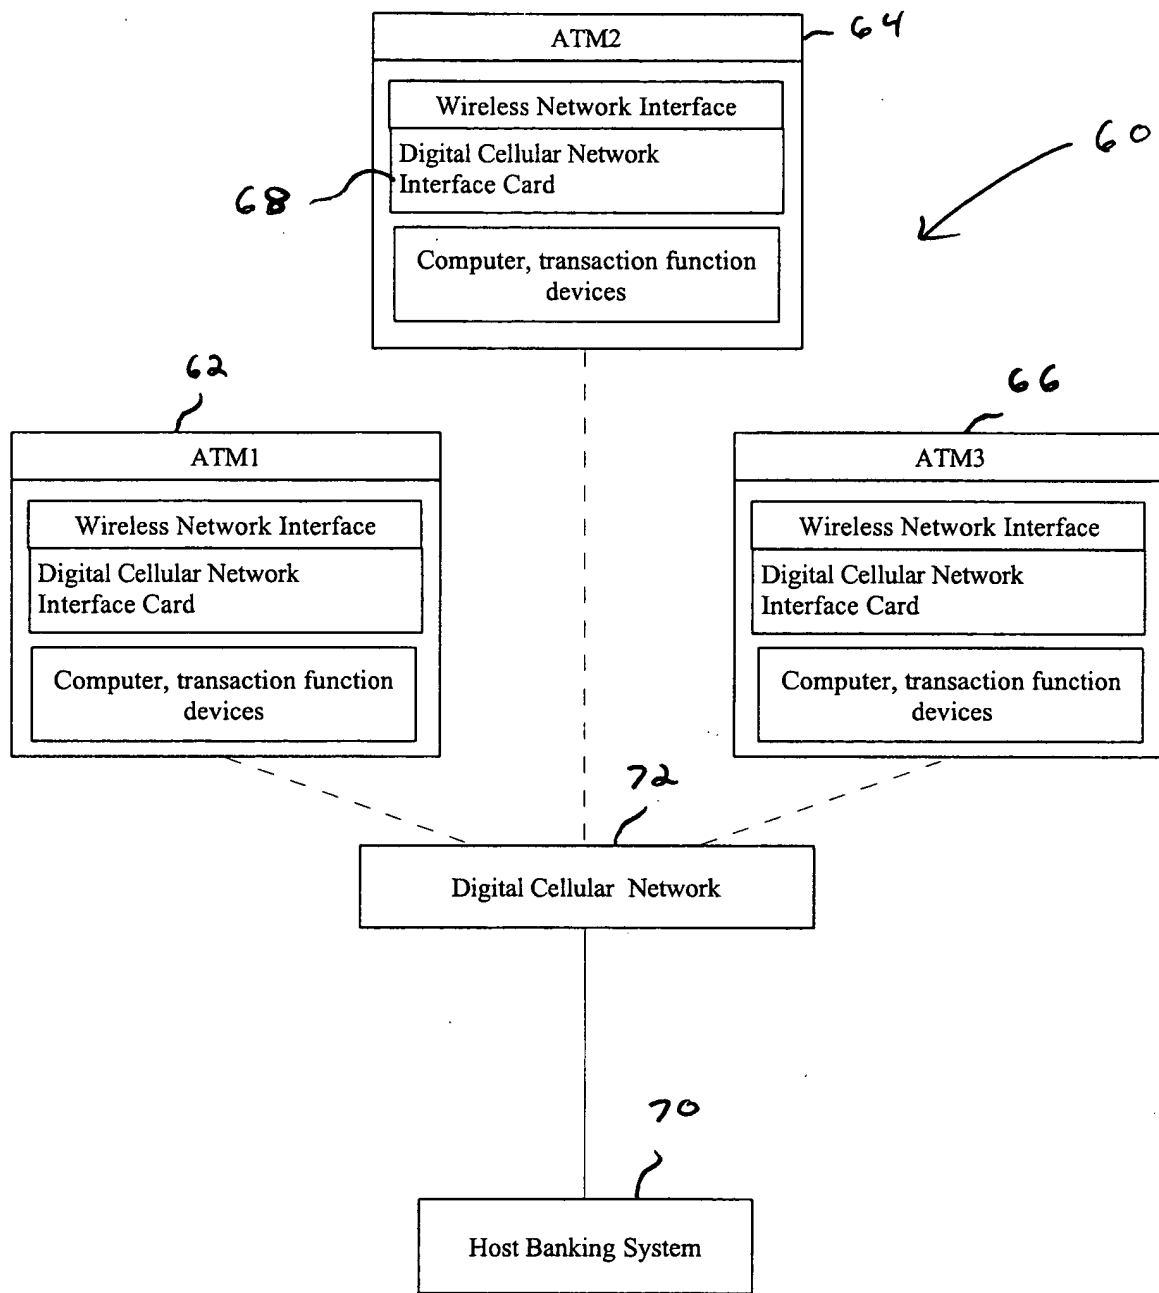 64
ATM2
Wireless Network Interface
Digital Cellular Network
Interface Card
68
60
Computer, transaction function
devices
62
ATM1
Wireless Network Interface
Digital Cellular Network
Interface Card
Computer, transaction function
devices
66
ATM3
Wireless Network Interface
Digital Cellular Network
Interface Card
Computer, transaction function
devices
72
Digital Cellular Network
70
Host Banking System